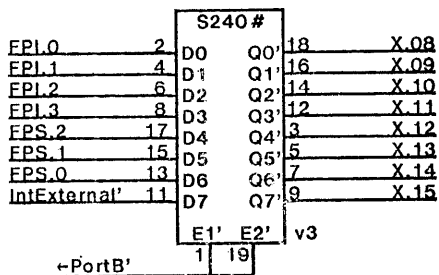 S240#
FPI.0 2 D0 Q0' 18 X.08
FPI.1 4 D1 Q1' 16 X.09
FPI.2 6 D2 Q2' 14 X.10
FPI.3 8 D3 Q3' 12 X.11
FPS.2 17 D4 Q4' 3 X.12
FPS.1 15 D5 Q5' 5 X.13
FPS.0 13 D6 Q6' 7 X.14
IntExternal' 11 D7 Q7' 9 X.15
E1' E2' v3
←PortB' 1 19